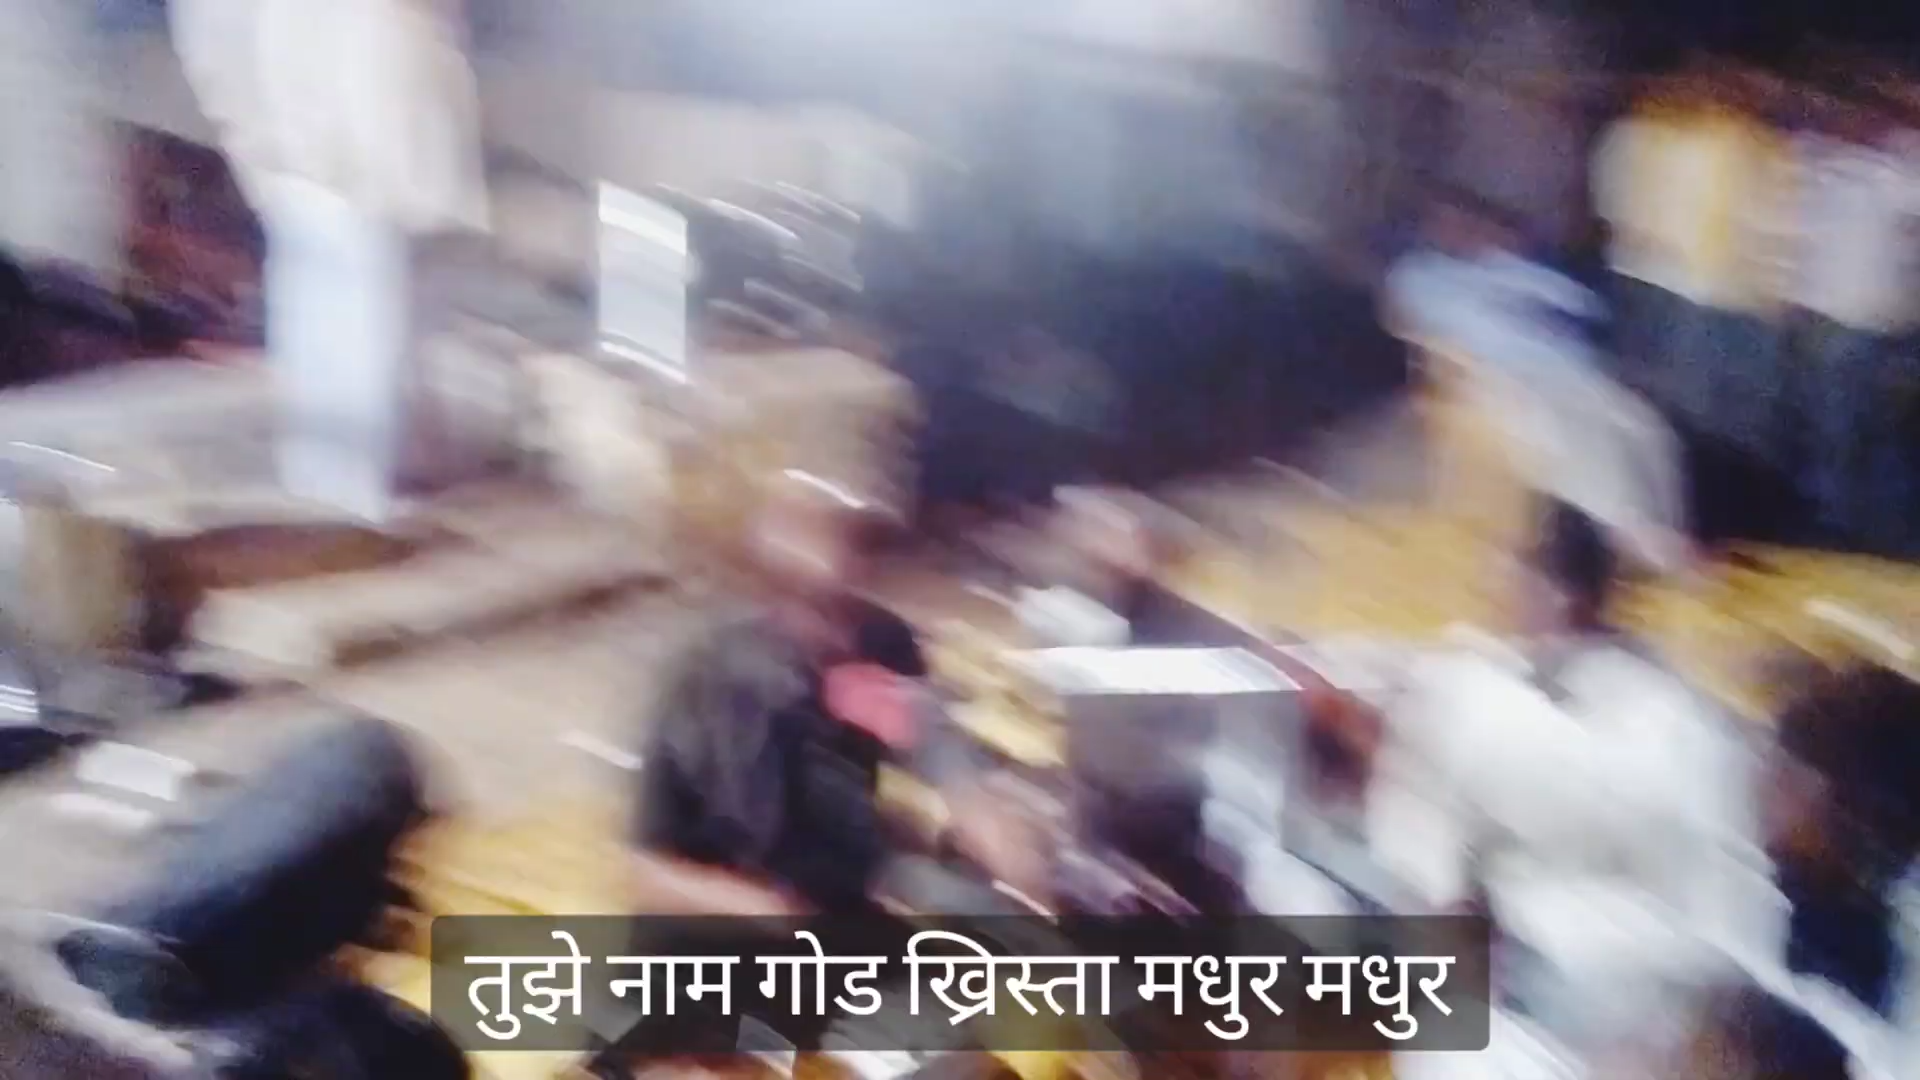 तुझे नाम गोड ख्रिस्ता मधुर मधुर